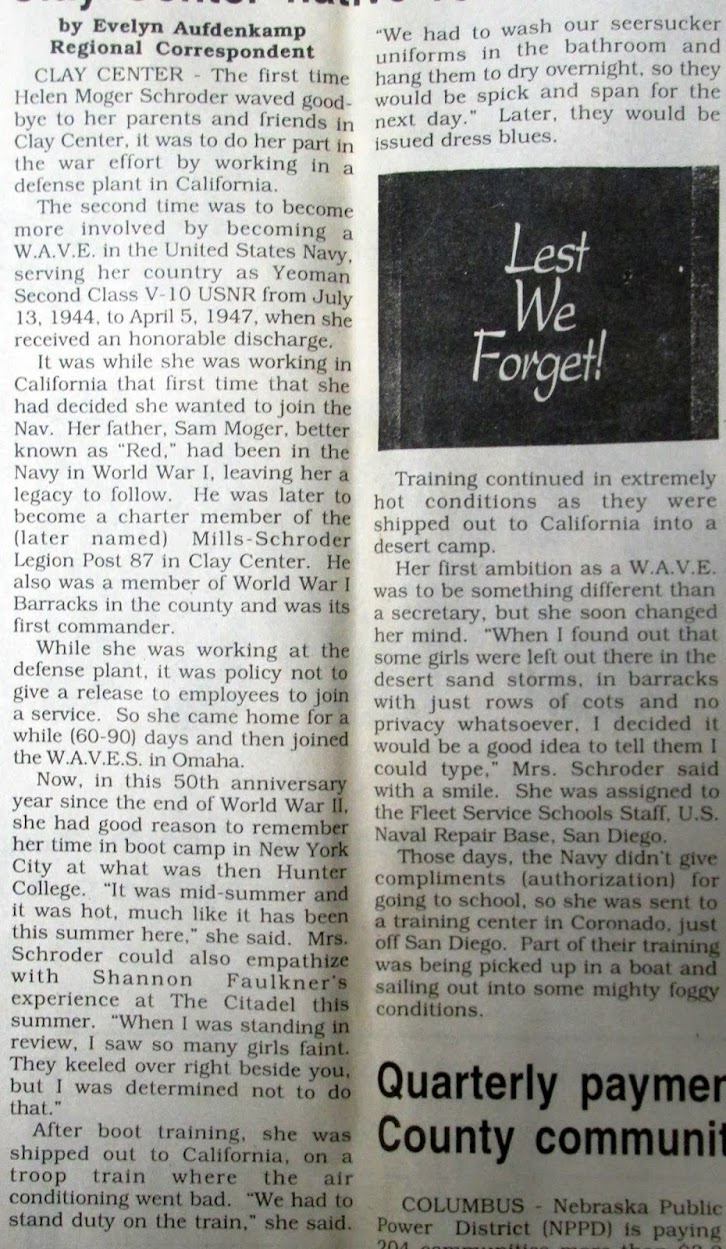 by Evelyn Aufdenkamp
Regional Correspondent
CLAY CENTER - The first time
Helen Moger Schroder waved good-
bye to her parents and friends in
Clay Center, it was to do her part in
the war effort by working in a
defense plant in California.
The second time was to become
more involved by becoming a
W.A.V.E. in the United States Navy,
serving her country as Yeoman
Second Class V-10 USNR from July
13, 1944, to April 5, 1947, when she
received an honorable discharge.
It was while she was working in
California that first time that she
had decided she wanted to join the
Nav. Her father, Sam Moger, better
known as “Red,” had been in the
Navy in World War I, leaving her a
legacy to follow. He was later to
become a charter member of the
(later named) Mills-Schroder
Legion Post 87 in Clay Center. He
also was a member of World War I
Barracks in the county and was its
first commander.
While she was working at the
defense plant, it was policy not to
give a release to employees to join
a service. So she came home for a
while (60-90) days and then joined
the W.A.V.E.S. in Omaha.
Now, in this 50th anniversary
year since the end of World War II,
she had good reason to remember
her time in boot camp in New York
City at what was then Hunter
College. “It was mid-summer and
it was hot, much like it has been
this summer here,” she said. Mrs.
Schroder could also empathize
with Shannon Faulkner's
experience at The Citadel this
summer. “When I was standing in
review, I saw so many girls faint.
They keeled over right beside you,
but I was determined not to do
that.”
After boot training, she was
shipped out to California, on a
troop train where the air
conditioning went bad. “We had to
stand duty on the train,” she said.
“We had to wash our seersucker
uniforms in the bathroom and
hang them to dry overnight, so they
would be spick and span for the
next day.” Later, they would be
issued dress blues.
Lest
We
Forget!
Training continued in extremely
hot conditions as they were
shipped out to California into a
desert camp.
Her first ambition as a W.A.V.E.
was to be something different than
a secretary, but she soon changed
her mind. “When I found out that
some girls were left out there in the
desert sand storms, in barracks
with just rows of cots and no
privacy whatsoever, I decided it
would be a good idea to tell them I
could type,” Mrs. Schroder said
with a smile. She was assigned to
the Fleet Service Schools Staff, U.S.
Naval Repair Base, San Diego.
Those days, the Navy didn't give
compliments (authorization) for
going to school, so she was sent to
a training center in Coronado, just
off San Diego. Part of their training
was being picked up in a boat and
sailing out into some mighty foggy
conditions.
Quarterly paymen
County communit
COLUMBUS - Nebraska Public
Power District (NPPD) is paying